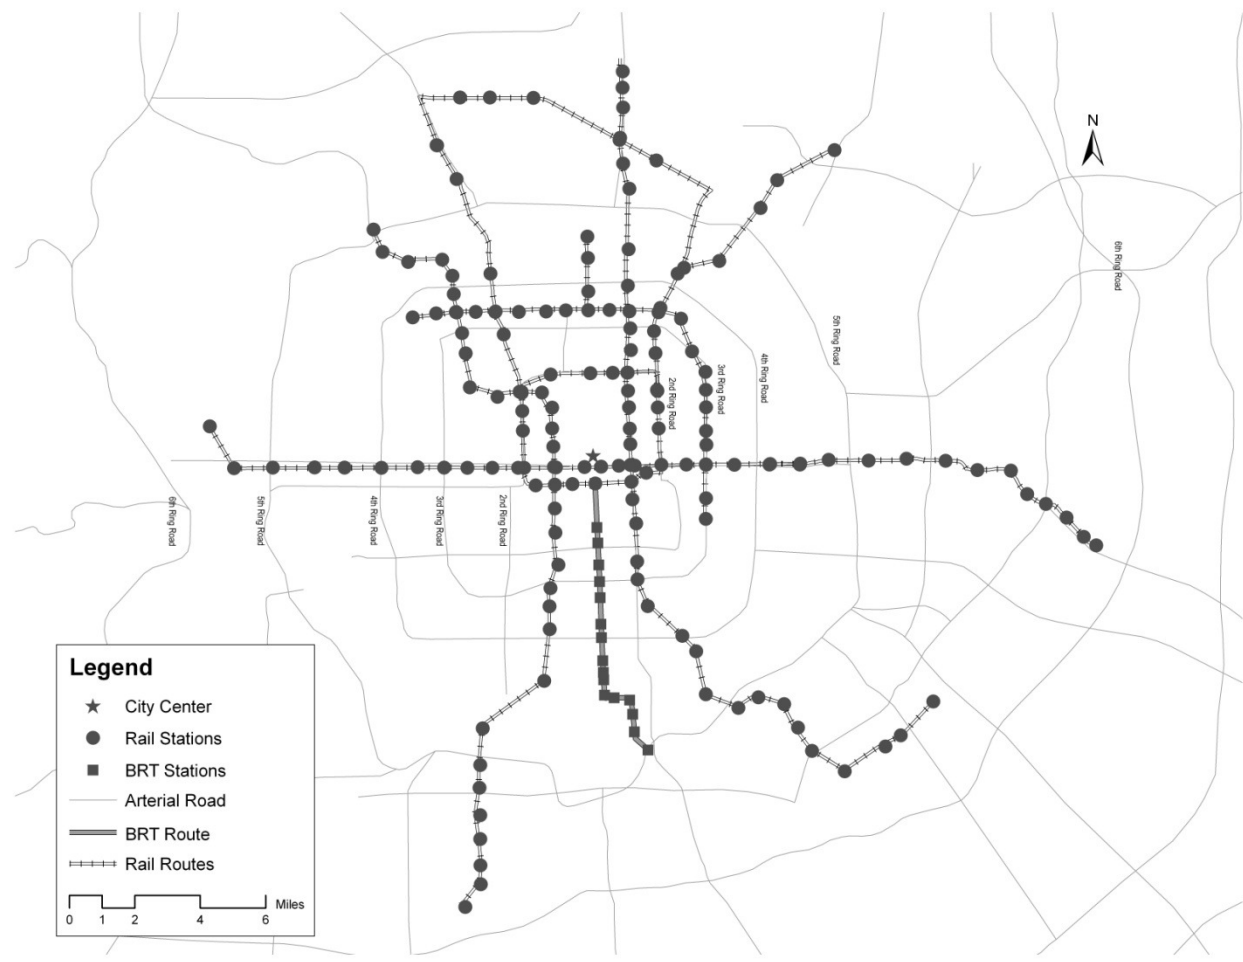 N
6th Ring Road
5th Ring Road
4th Ring Road
3rd Ring Road
2nd Ring Road
6th Ring Road
5th Ring Road
4th Ring Road
3rd Ring Road
2nd Ring Road
Legend
City Center
Rail Stations
BRT Stations
Arterial Road
BRT Route
Rail Routes
Miles
0 1 2 4 6